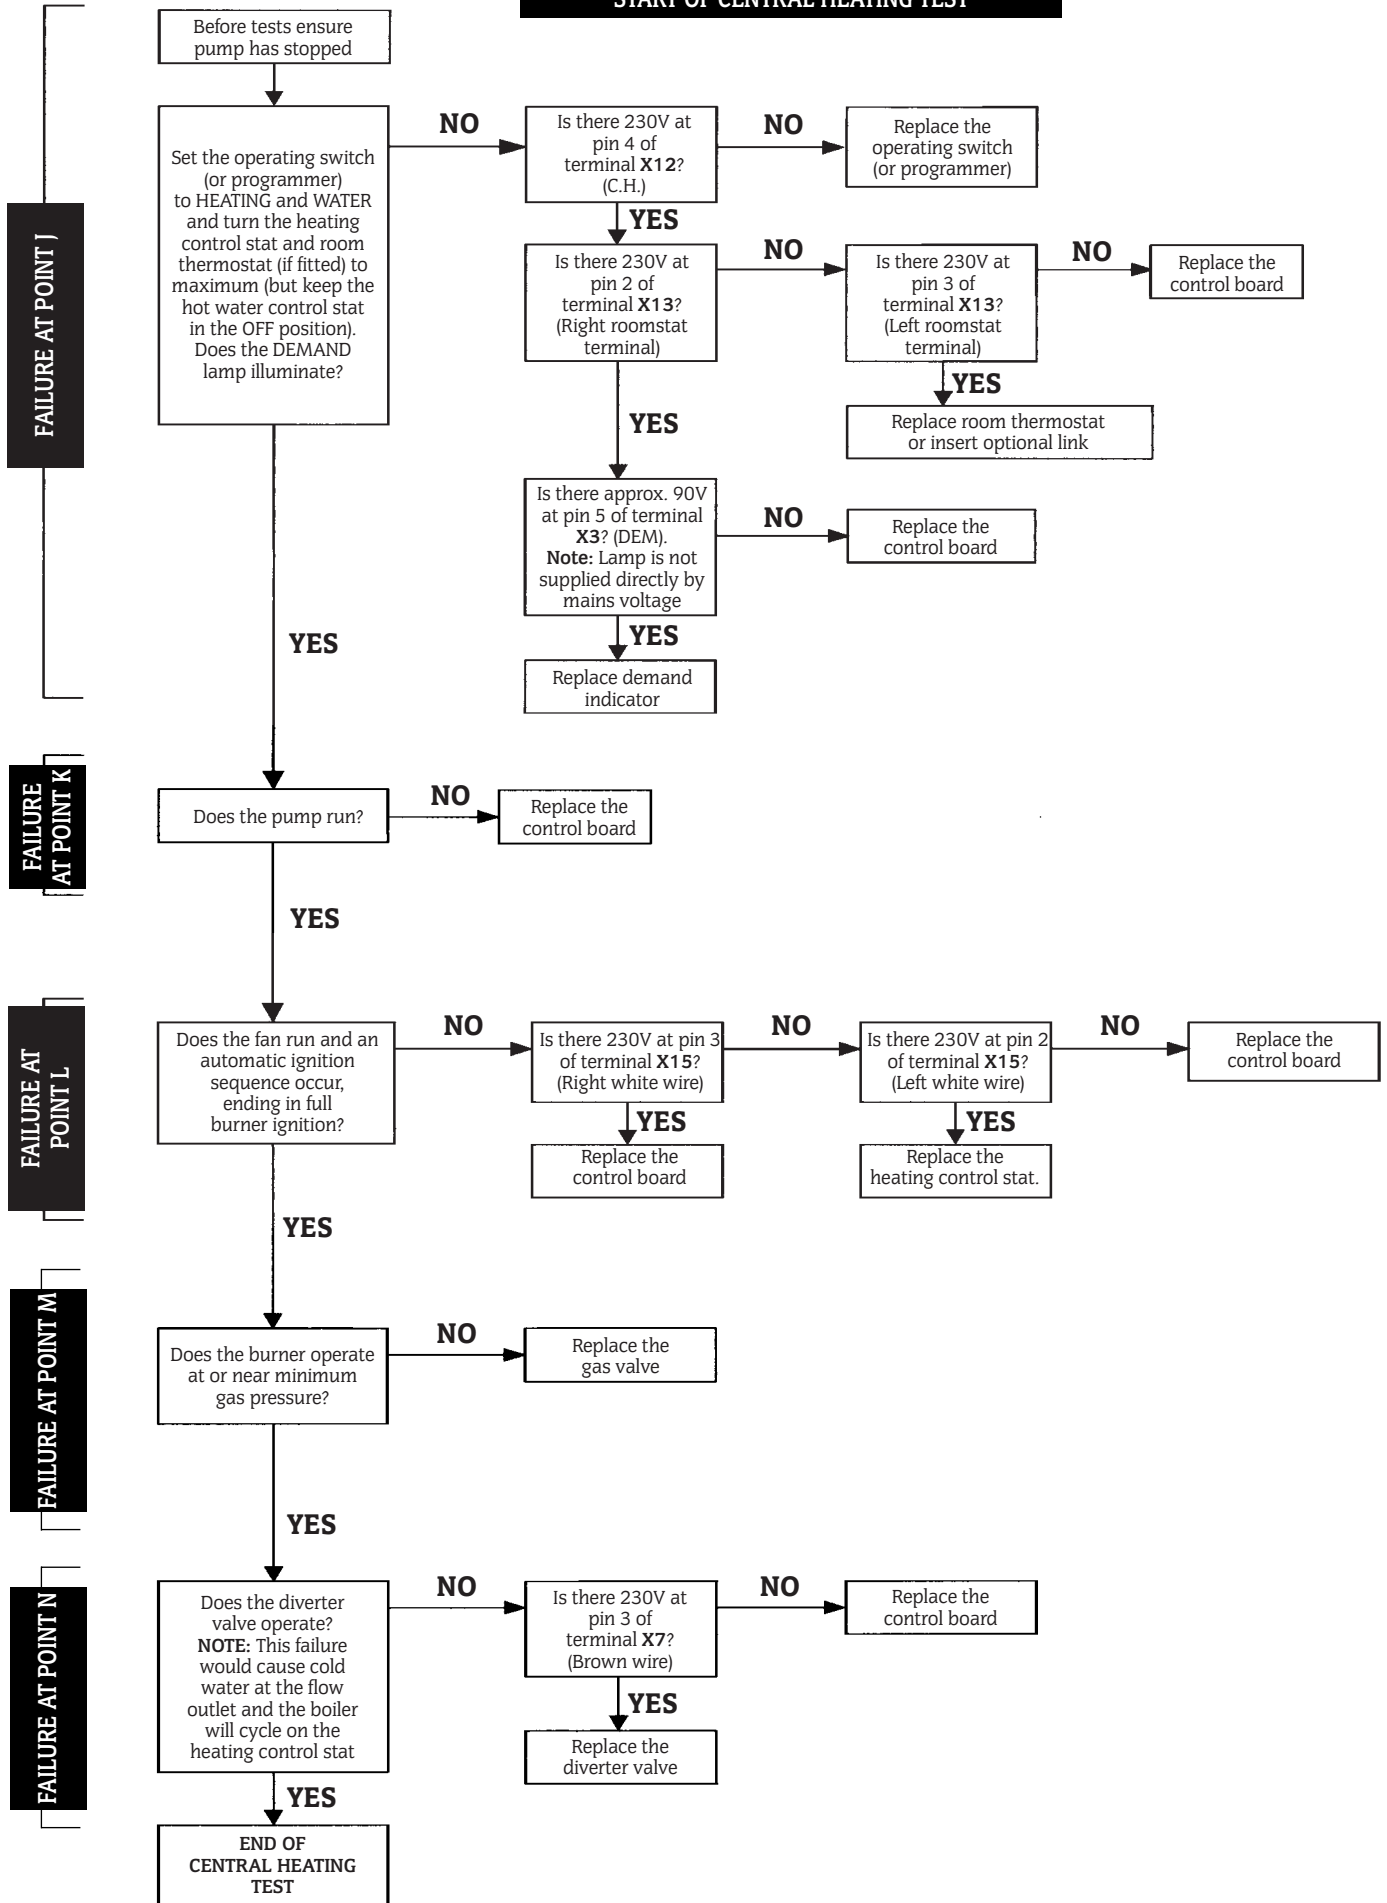 START OF CENTRAL HEATING TEST
Before tests ensure
pump has stopped
FAILURE AT POINT J
Set the operating switch
(or programmer)
to HEATING and WATER
and turn the heating
control stat and room
thermostat (if fitted) to
maximum (but keep the
hot water control stat
in the OFF position).
Does the DEMAND
lamp illuminate?
NO
Is there 230V at
pin 4 of
terminal X12?
(C.H.)
NO
Replace the
operating switch
(or programmer)
YES
Is there 230V at
pin 2 of
terminal X13?
(Right roomstat
terminal)
NO
Is there 230V at
pin 3 of
terminal X13?
(Left roomstat
terminal)
NO
Replace the
control board
YES
Replace room thermostat
or insert optional link
YES
Is there approx. 90V
at pin 5 of terminal
X3? (DEM).
Note: Lamp is not
supplied directly by
mains voltage
NO
Replace the
control board
YES
Replace demand
indicator
YES
FAILURE
AT POINT K
Does the pump run?
NO
Replace the
control board
YES
FAILURE AT
POINT L
Does the fan run and an
automatic ignition
sequence occur,
ending in full
burner ignition?
NO
Is there 230V at pin 3
of terminal X15?
(Right white wire)
NO
Is there 230V at pin 2
of terminal X15?
(Left white wire)
NO
Replace the
control board
YES
Replace the
control board
YES
Replace the
heating control stat.
YES
FAILURE AT POINT M
Does the burner operate
at or near minimum
gas pressure?
NO
Replace the
gas valve
YES
FAILURE AT POINT N
Does the diverter
valve operate?
NOTE: This failure
would cause cold
water at the flow
outlet and the boiler
will cycle on the
heating control stat
NO
Is there 230V at
pin 3 of
terminal X7?
(Brown wire)
NO
Replace the
control board
YES
Replace the
diverter valve
YES
END OF
CENTRAL HEATING
TEST